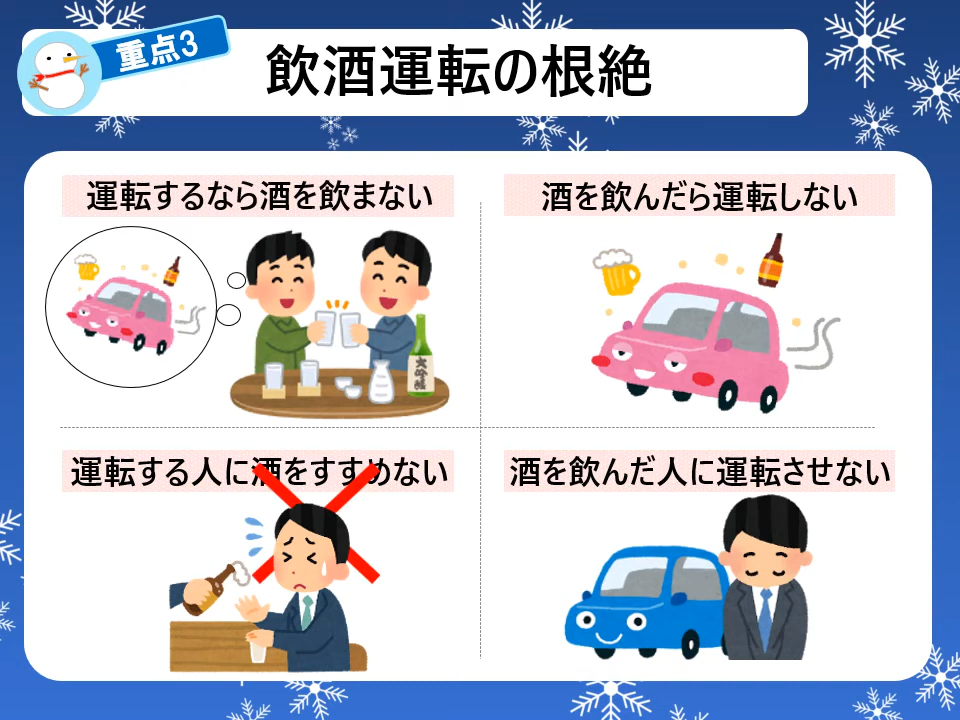 重点3
飲酒運転の根絶
運転するなら酒を飲まない
酒を飲んだら運転しない
大吟醸
運転する人に酒をすすめない
酒を飲んだ人に運転させない